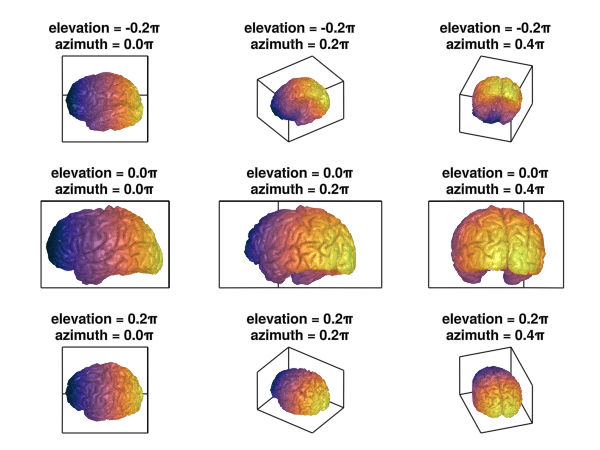 elevation = -0.2π
azimuth = 0.0π
elevation = -0.2π
azimuth = 0.2π
elevation = -0.2π
azimuth = 0.4π
elevation = 0.0π
azimuth = 0.0π
elevation = 0.0π
azimuth = 0.2π
elevation = 0.0π
azimuth = 0.4π
elevation = 0.2π
azimuth = 0.0π
elevation = 0.2π
azimuth = 0.2π
elevation = 0.2π
azimuth = 0.4π